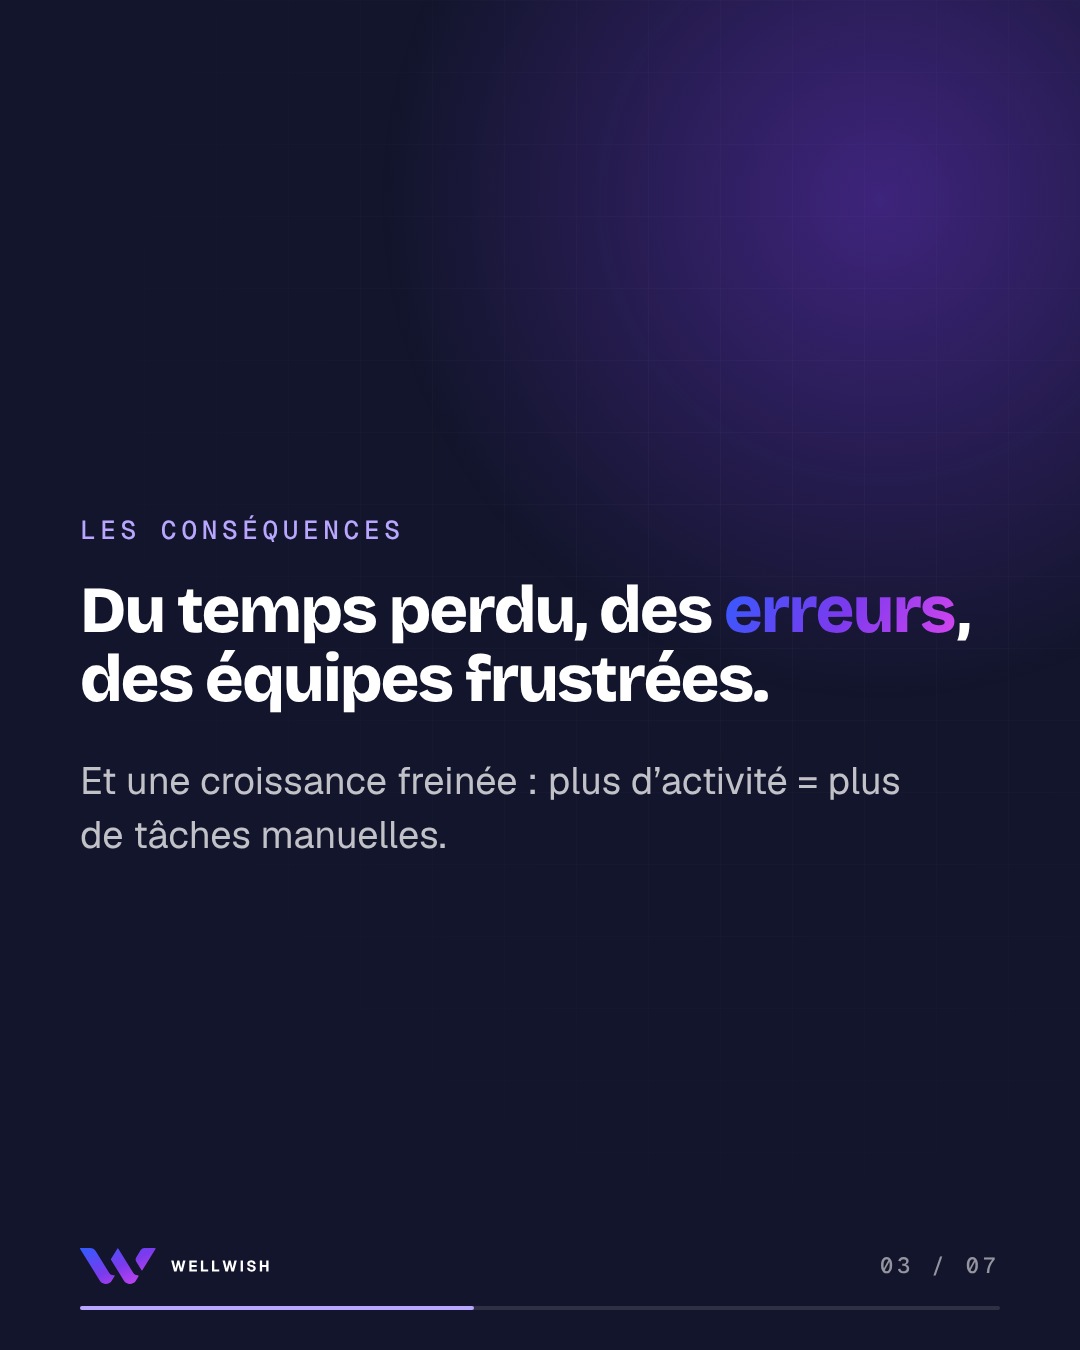 LES CONSÉQUENCES
Du temps perdu, des erreurs,
des équipes frustrées.
Et une croissance freinée : plus d’activité = plus
de tâches manuelles.
WELLWISH
03 / 07